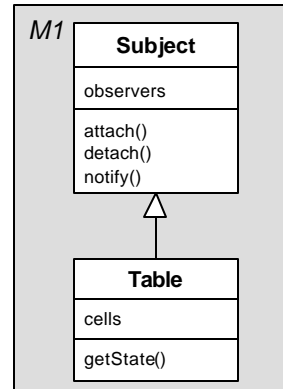 M1
Subject
observers
attach()
detach()
notify()
Table
cells
getState()